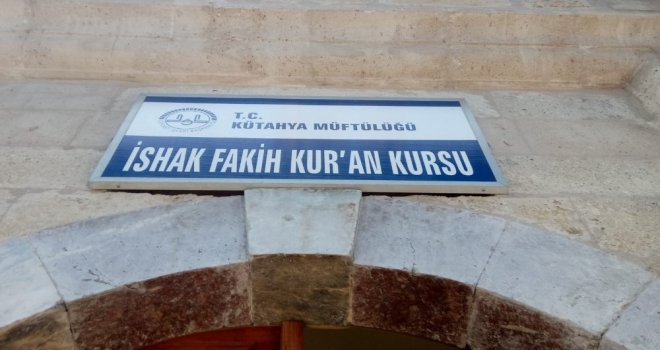 T.C.
KÜTAHYA MÜFTÜLÜĞÜ
İSHAK FAKİH KUR'AN KURSU